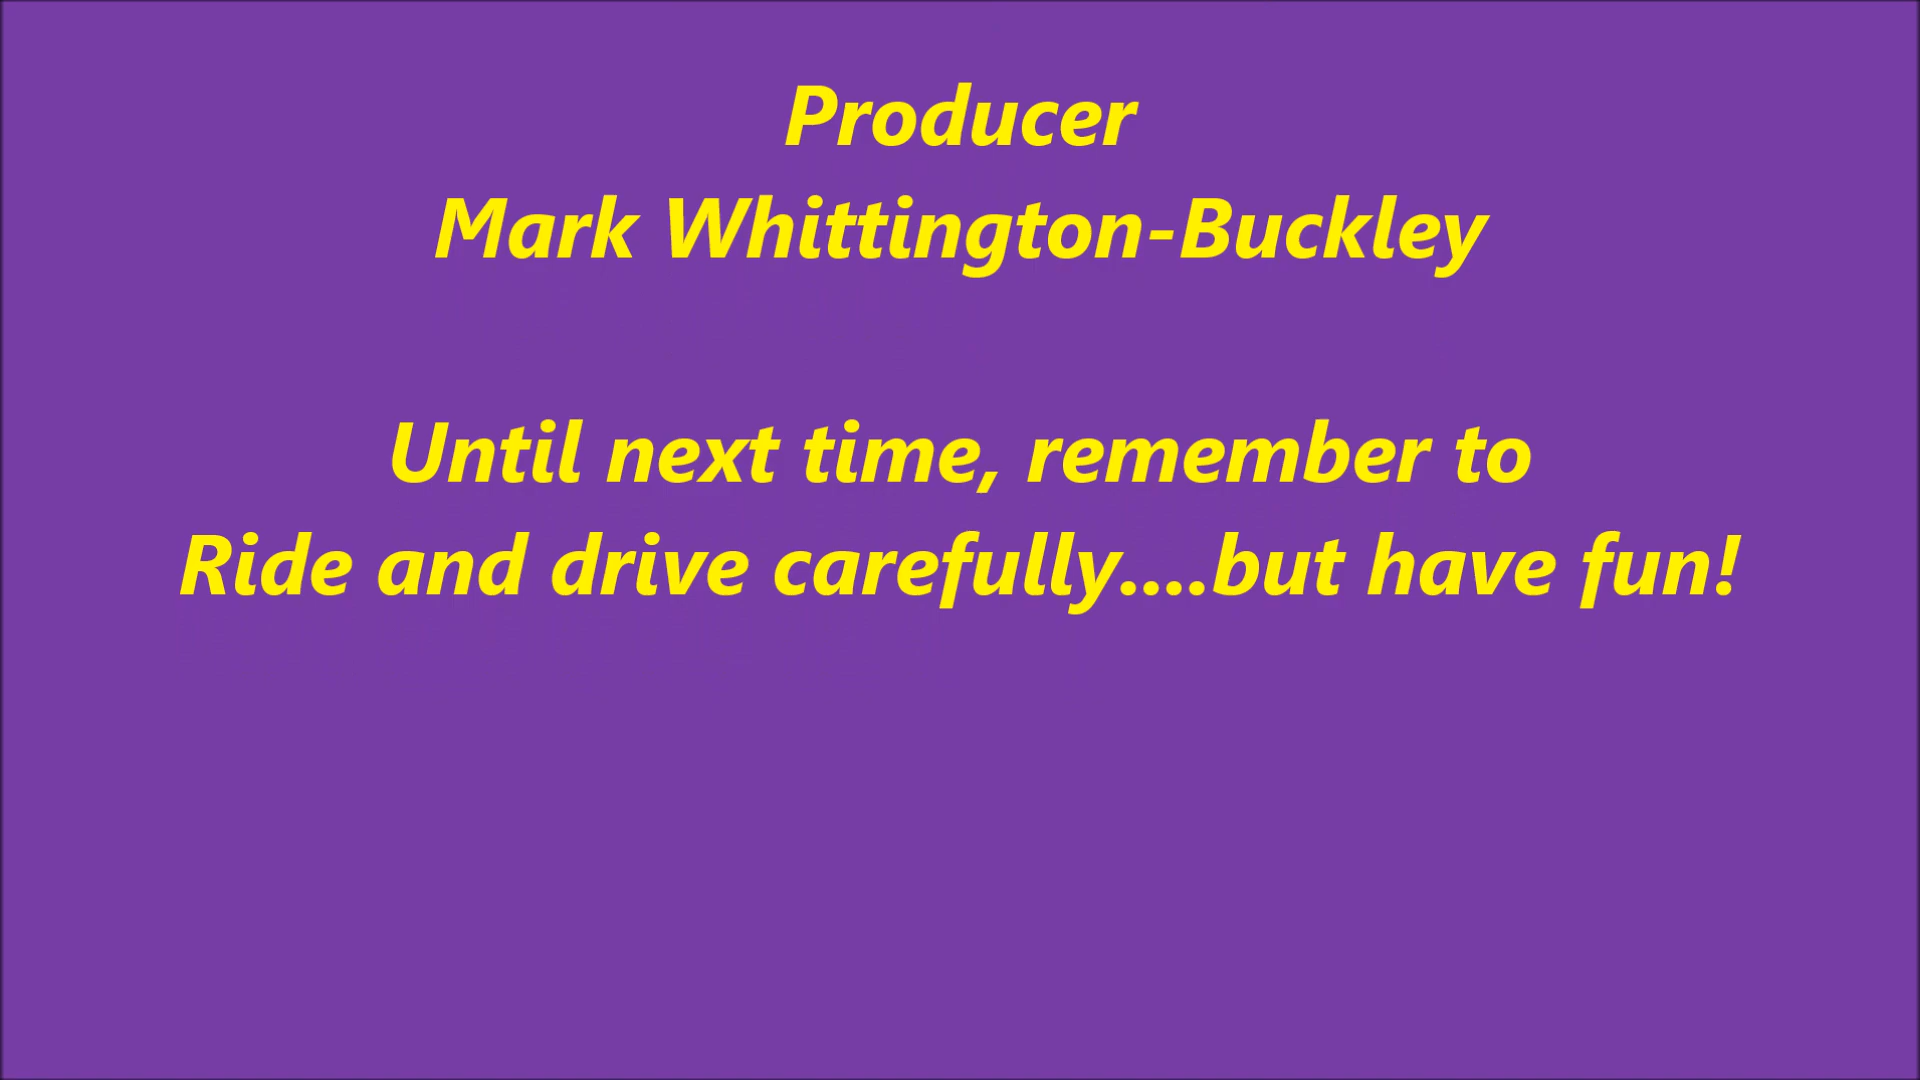 Producer
Mark Whittington-Buckley
Until next time, remember to
Ride and drive carefully....but have fun!